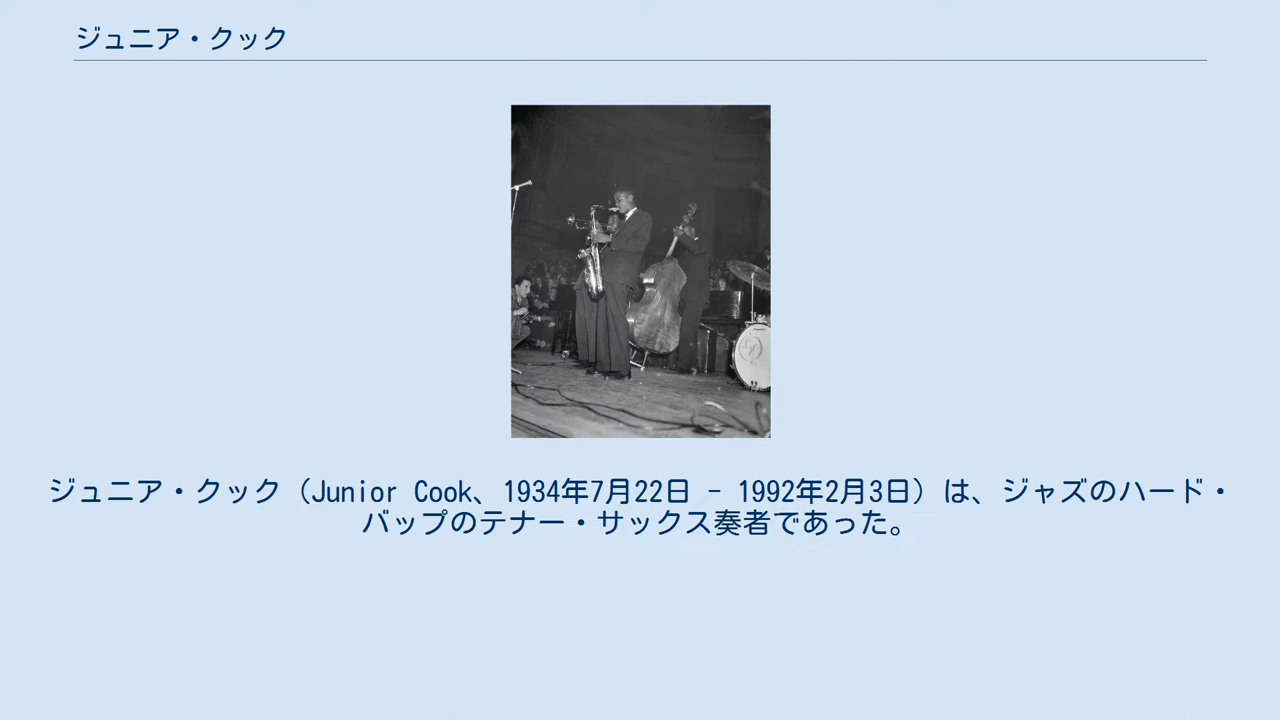 ジュニア・クック
ジュニア・クック（Junior Cook、1934年7月22日 - 1992年2月3日）は、ジャズのハード・
バップのテナー・サックス奏者であった。